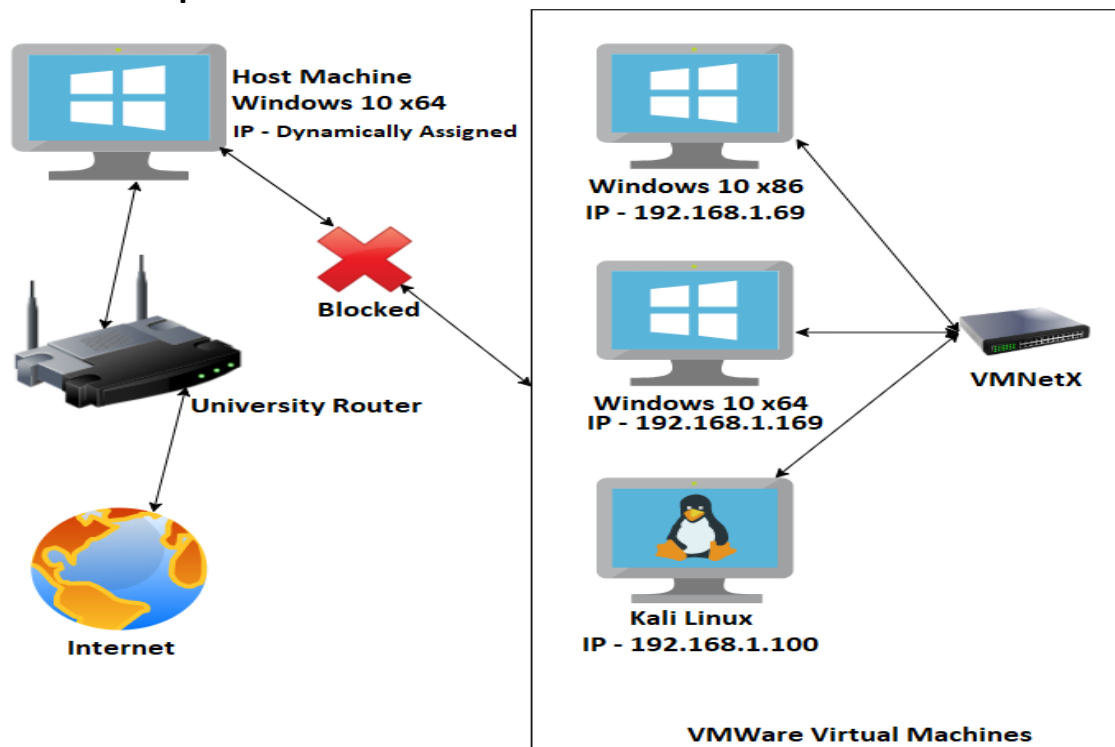 Host Machine
Windows 10 x64
IP - Dynamically Assigned
Blocked
University Router
Internet
Windows 10 x86
IP - 192.168.1.69
Windows 10 x64
IP - 192.168.1.169
VMNetX
Kali Linux
IP - 192.168.1.100
VMWare Virtual Machines